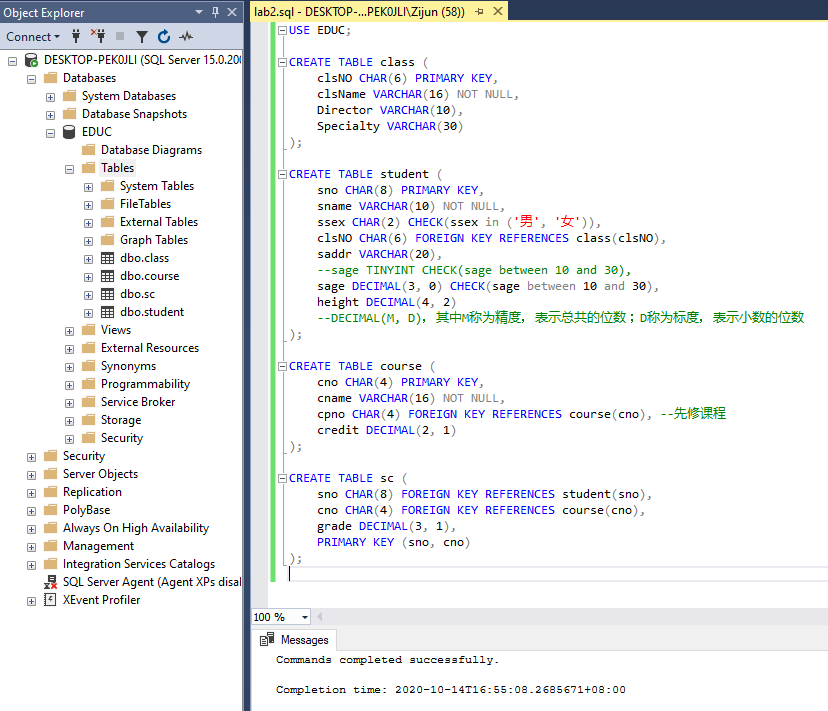 Object Explorer
Connect
DESKTOP-PEK0JLI (SQL Server 15.0.200
Databases
System Databases
Database Snapshots
EDUC
Database Diagrams
Tables
System Tables
FileTables
External Tables
Graph Tables
dbo.class
dbo.course
dbo.sc
dbo.student
Views
External Resources
Synonyms
Programmability
Service Broker
Storage
Security
Security
Server Objects
Replication
PolyBase
Always On High Availability
Management
Integration Services Catalogs
SQL Server Agent (Agent XPs disal
XEvent Profiler
lab2.sql - DESKTOP-...PEK0JLI\Zijun (58))
USE EDUC;
CREATE TABLE class (
clsNO CHAR(6) PRIMARY KEY,
clsName VARCHAR(16) NOT NULL,
Director VARCHAR(10),
Specialty VARCHAR(30)
);
CREATE TABLE student (
sno CHAR(8) PRIMARY KEY,
sname VARCHAR(10) NOT NULL,
ssex CHAR(2) CHECK(ssex in ('男', '女')),
clsNO CHAR(6) FOREIGN KEY REFERENCES class(clsNO),
saddr VARCHAR(20),
--sage TINYINT CHECK(sage between 10 and 30),
sage DECIMAL(3, 0) CHECK(sage between 10 and 30),
height DECIMAL(4, 2)
--DECIMAL(M, D)，其中M称为精度，表示总共的位数；D称为标度，表示小数的位数
);
CREATE TABLE course (
cno CHAR(4) PRIMARY KEY,
cname VARCHAR(16) NOT NULL,
cpno CHAR(4) FOREIGN KEY REFERENCES course(cno), --先修课程
credit DECIMAL(2, 1)
);
CREATE TABLE sc (
sno CHAR(8) FOREIGN KEY REFERENCES student(sno),
cno CHAR(4) FOREIGN KEY REFERENCES course(cno),
grade DECIMAL(3, 1),
PRIMARY KEY (sno, cno)
);
100 %
Messages
Commands completed successfully.
Completion time: 2020-10-14T16:55:08.2685671+08:00